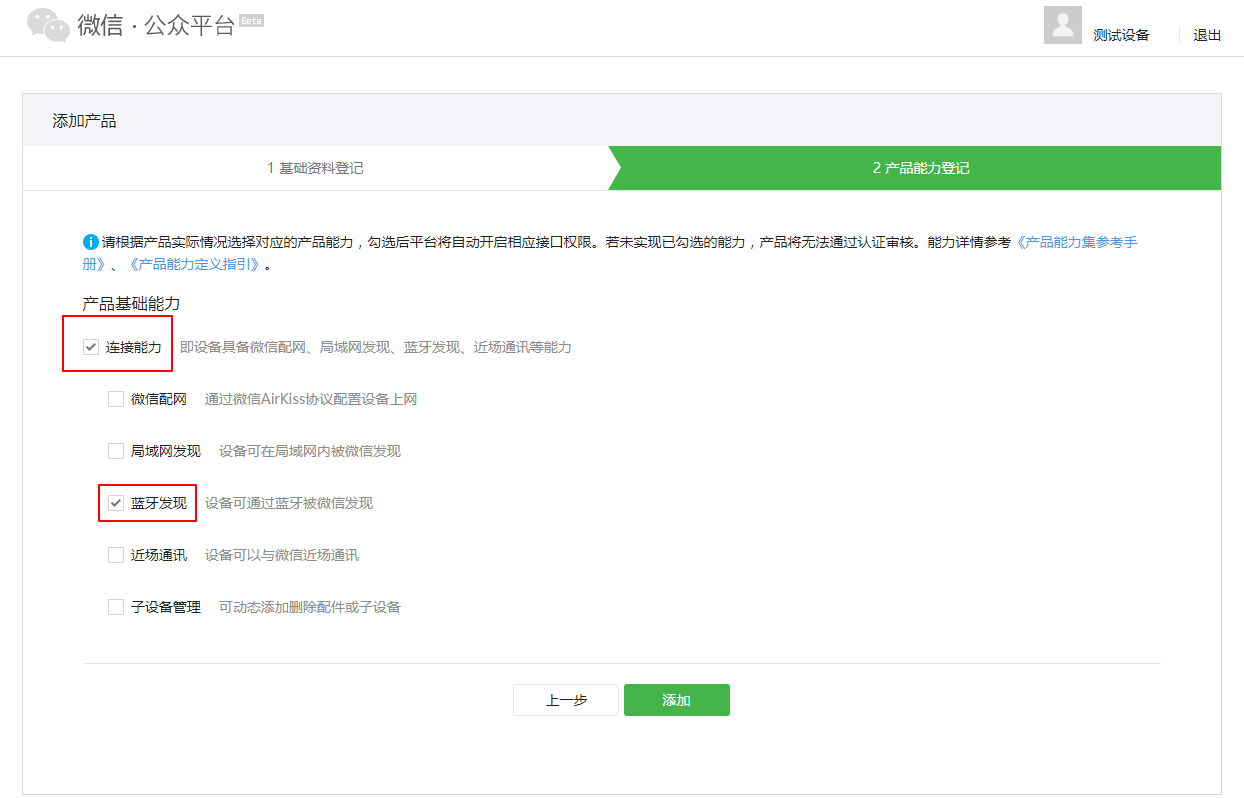 微信·公众平台 Beta
测试设备 退出
添加产品
1 基础资料登记 2 产品能力登记
请根据产品实际情况选择对应的产品能力，勾选后平台将自动开启相应接口权限。若未实现已勾选的能力，产品将无法通过认证审核。能力详情参考《产品能力集参考手
册》、《产品能力定义指引》。
产品基础能力
连接能力 即设备具备微信配网、局域网发现、蓝牙发现、近场通讯等能力
微信配网 通过微信AirKiss协议配置设备上网
局域网发现 设备可在局域网内被微信发现
蓝牙发现 设备可通过蓝牙被微信发现
近场通讯 设备可以与微信近场通讯
子设备管理 可动态添加删除配件或子设备
上一步 添加